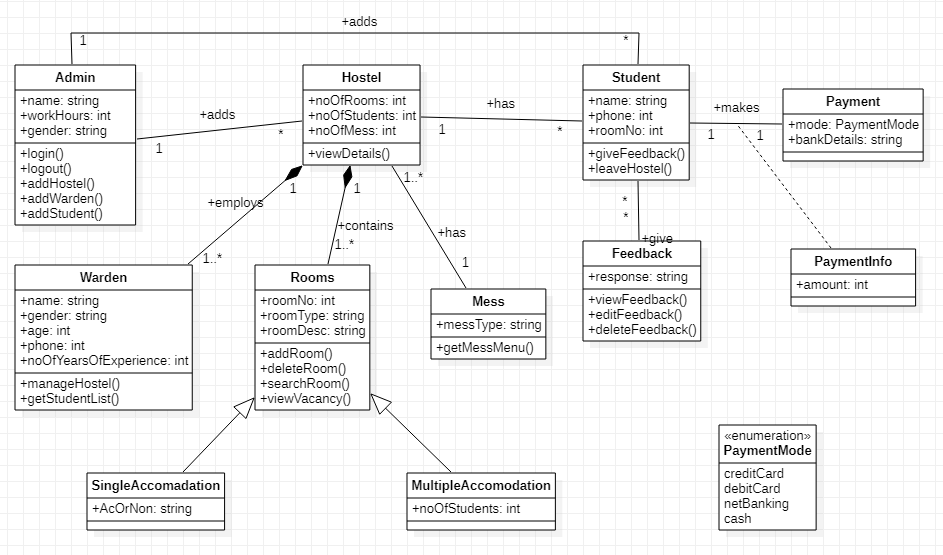 +adds
1
*
Admin
+name: string
+workHours: int
+gender: string
+login()
+logout()
+addHostel()
+addWarden()
+addStudent()
+adds
1
*
Hostel
+noOfRooms: int
+noOfStudents: int
+noOfMess: int
+viewDetails()
+has
1
*
Student
+name: string
+phone: int
+roomNo: int
+giveFeedback()
+leaveHostel()
+makes
1
1
Payment
+mode: PaymentMode
+bankDetails: string
1
+employs
1..*
1
+contains
1..*
1..*
+has
1
*
*
+give
Warden
+name: string
+gender: string
+age: int
+phone: int
+noOfYearsOfExperience: int
+manageHostel()
+getStudentList()
Rooms
+roomNo: int
+roomType: string
+roomDesc: string
+addRoom()
+deleteRoom()
+searchRoom()
+viewVacancy()
Mess
+messType: string
+getMessMenu()
Feedback
+response: string
+viewFeedback()
+editFeedback()
+deleteFeedback()
PaymentInfo
+amount: int
SingleAccomadation
+AcOrNon: string
MultipleAccomodation
+noOfStudents: int
«enumeration»
PaymentMode
creditCard
debitCard
netBanking
cash